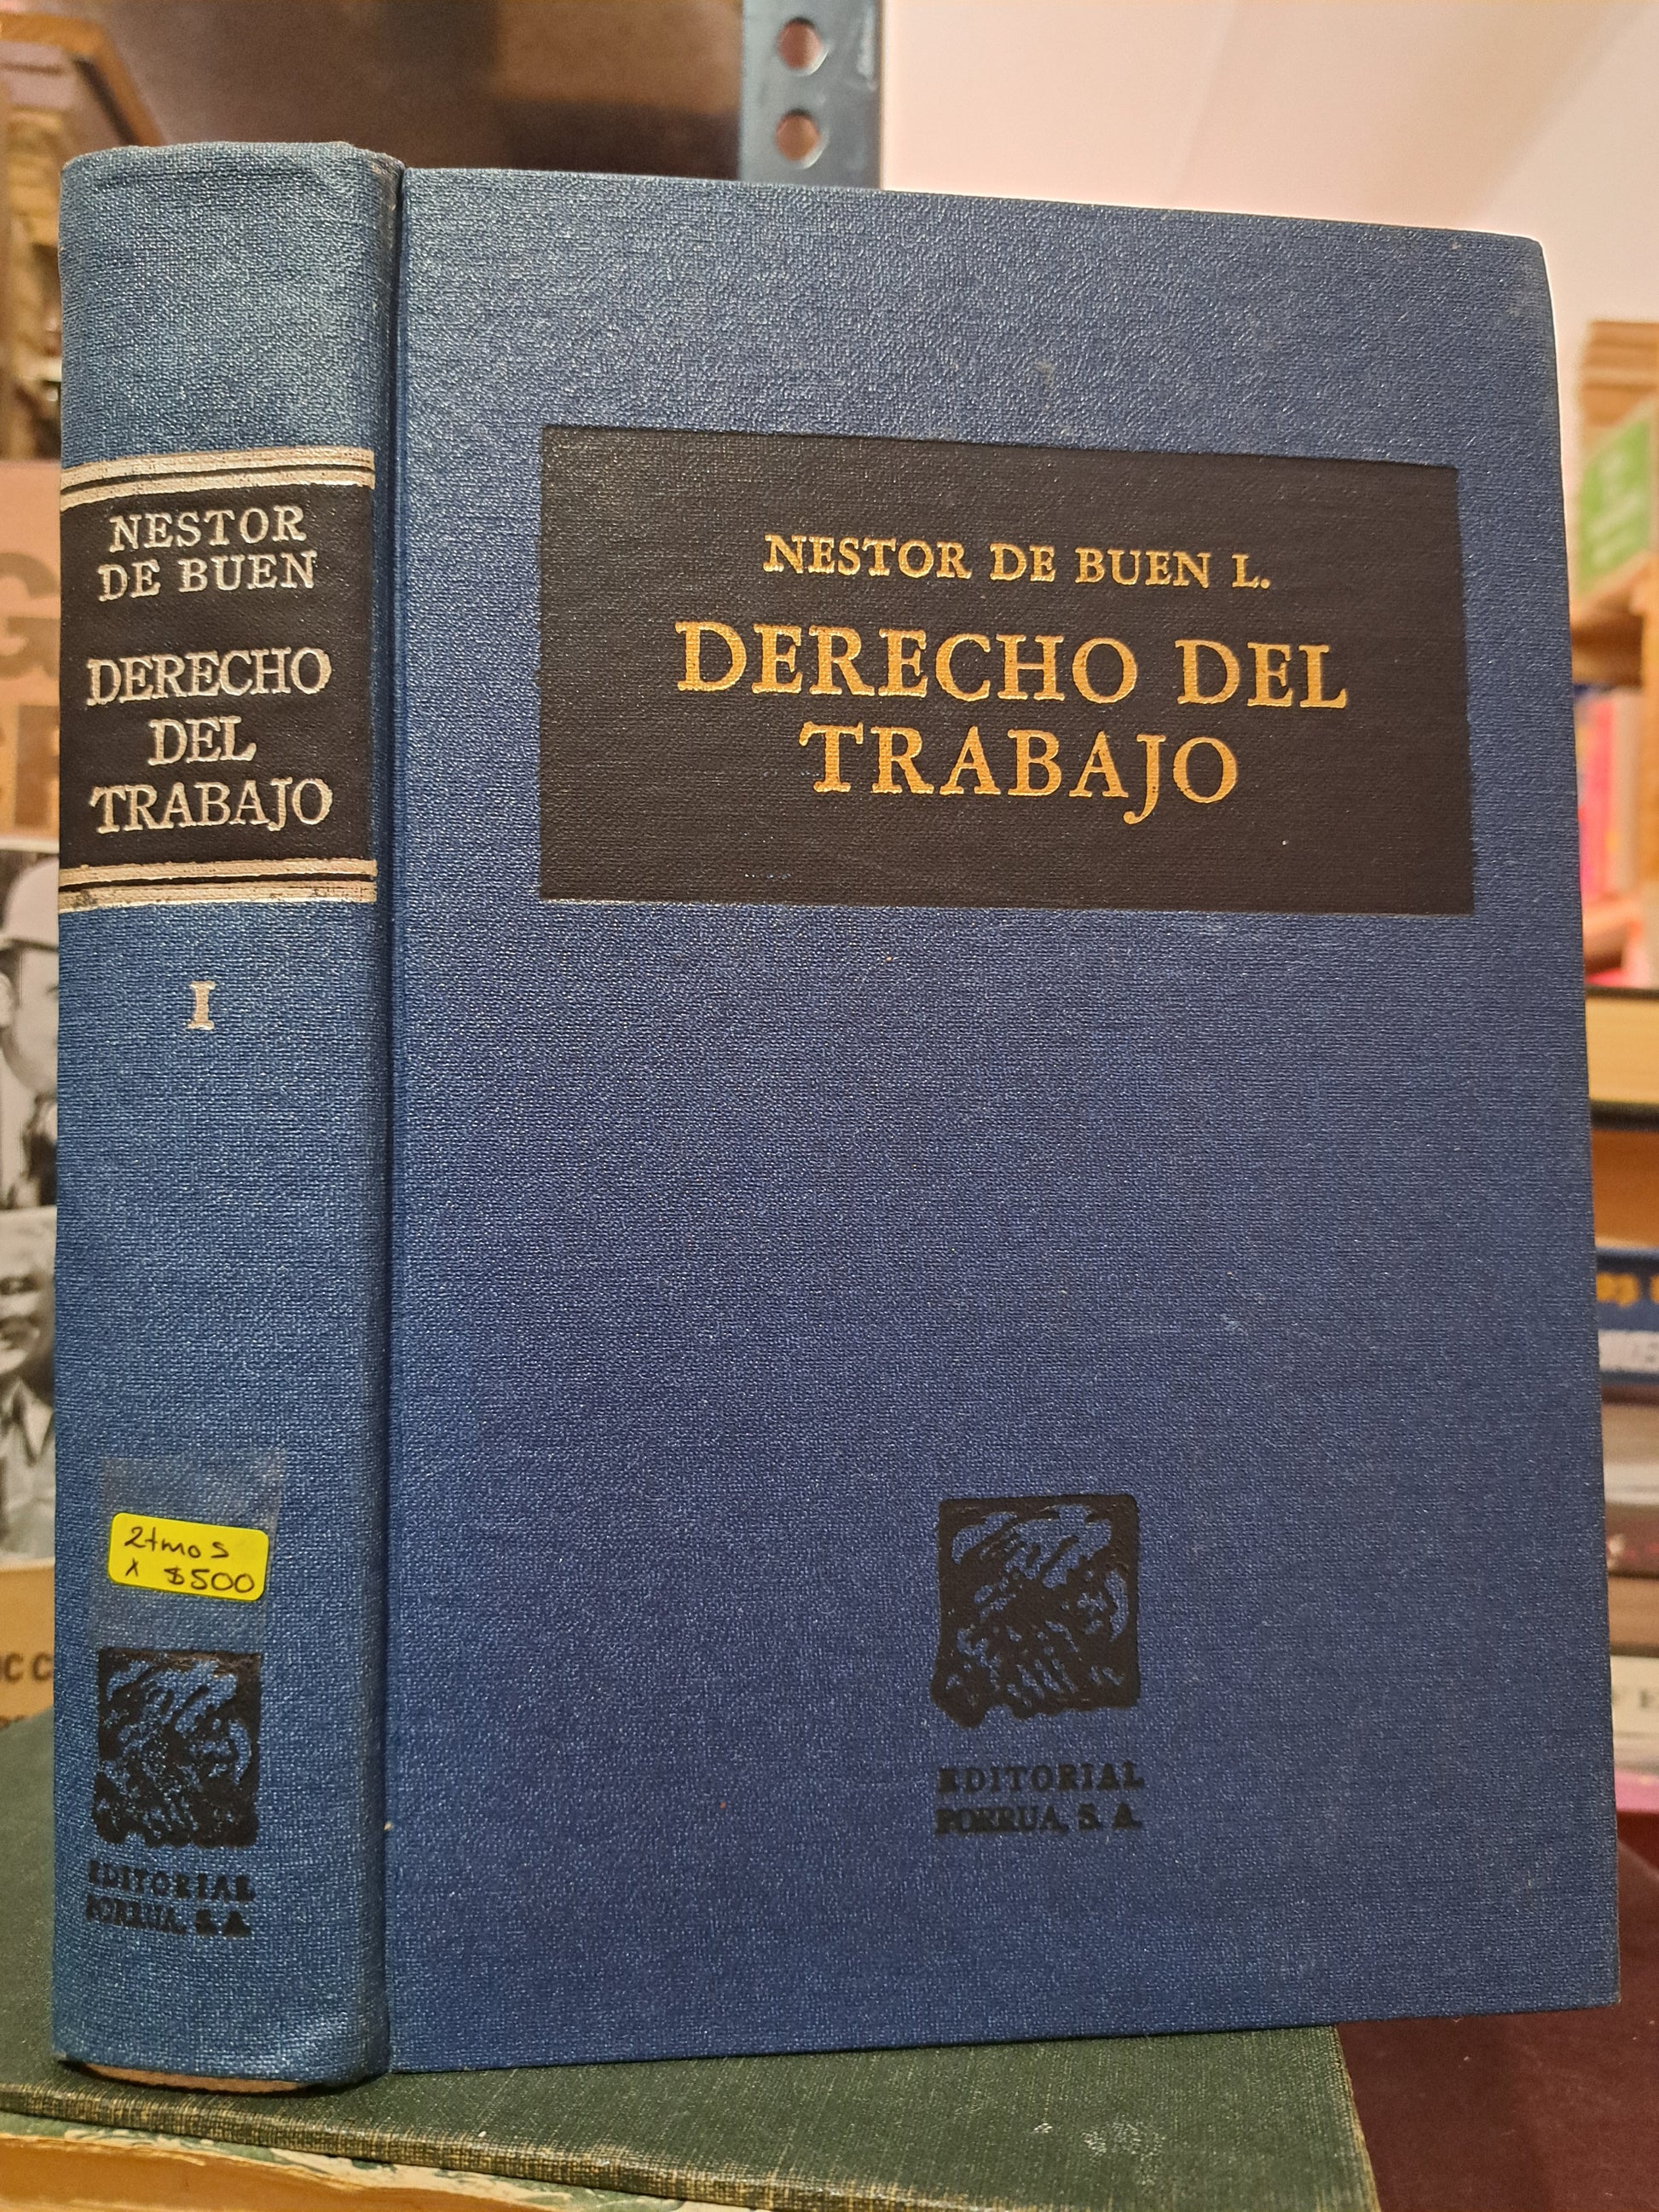 NESTOR
DE BUEN
DERECHO
DEL
TRABAJO
I
2tmos
x $500
EDITORIAL
PORRUA, S. A.
NESTOR DE BUEN L.
DERECHO DEL
TRABAJO
EDITORIAL
PORRUA, S. A.